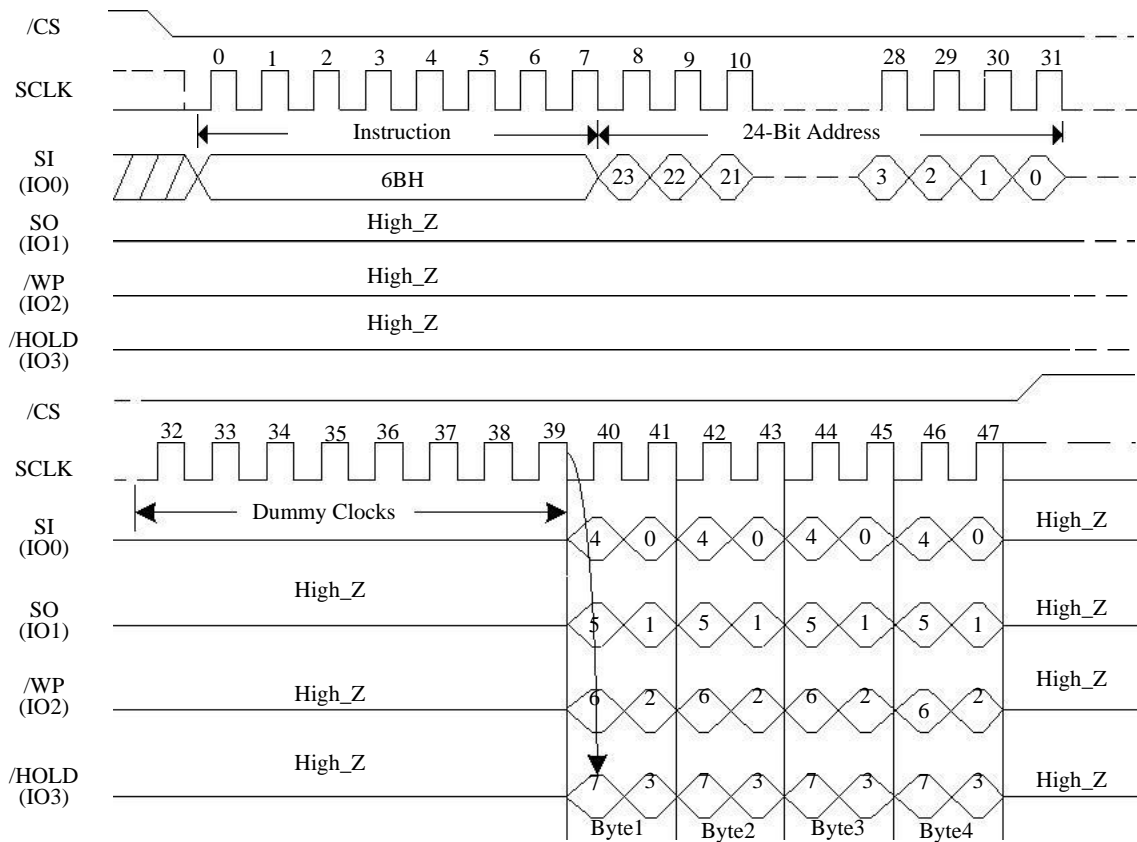 /CS
0 1 2 3 4 5 6 7 8 9 10 28 29 30 31
SCLK
Instruction 24-Bit Address
SI
(IO0)
6BH 23 22 21 3 2 1 0
SO
(IO1)
High_Z
/WP
(IO2)
High_Z
/HOLD
(IO3)
High_Z
/CS
32 33 34 35 36 37 38 39 40 41 42 43 44 45 46 47
SCLK
Dummy Clocks
SI
(IO0)
4 0 4 0 4 0 4 0 High_Z
SO
(IO1)
High_Z 5 1 5 1 5 1 5 1 High_Z
/WP
(IO2)
High_Z 6 2 6 2 6 2 6 2 High_Z
/HOLD
(IO3)
High_Z 7 3 7 3 7 3 7 3 High_Z
Byte1 Byte2 Byte3 Byte4